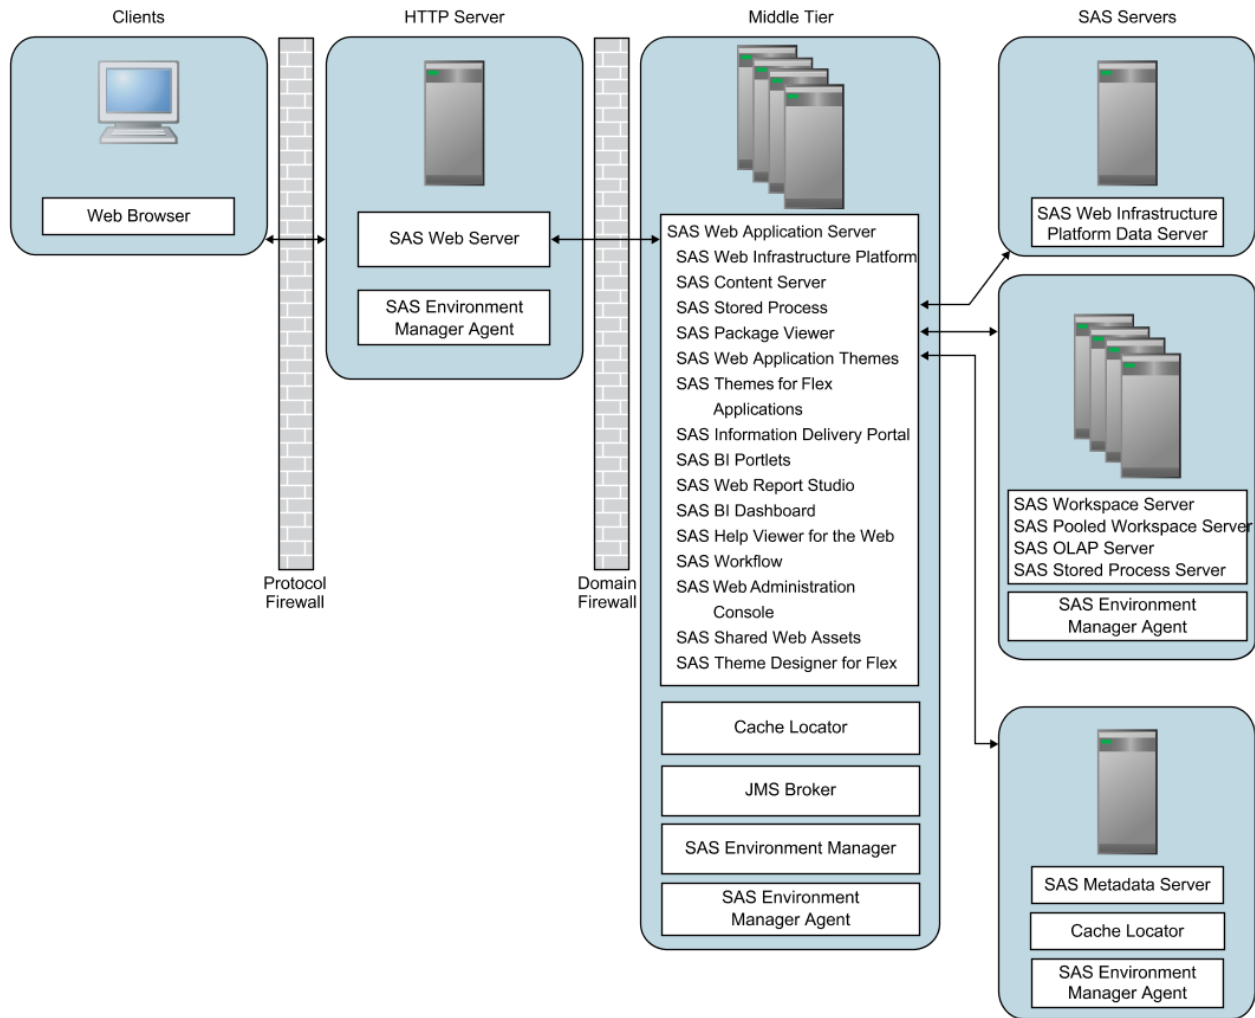 Clients
HTTP Server
Middle Tier
SAS Servers
Web Browser
Protocol
Firewall
SAS Web Server
SAS Environment
Manager Agent
Domain
Firewall
SAS Web Application Server
SAS Web Infrastructure Platform
SAS Content Server
SAS Stored Process
SAS Package Viewer
SAS Web Application Themes
SAS Themes for Flex
Applications
SAS Information Delivery Portal
SAS BI Portlets
SAS Web Report Studio
SAS BI Dashboard
SAS Help Viewer for the Web
SAS Workflow
SAS Web Administration
Console
SAS Shared Web Assets
SAS Theme Designer for Flex
Cache Locator
JMS Broker
SAS Environment Manager
SAS Environment
Manager Agent
SAS Web Infrastructure
Platform Data Server
SAS Workspace Server
SAS Pooled Workspace Server
SAS OLAP Server
SAS Stored Process Server
SAS Environment
Manager Agent
SAS Metadata Server
Cache Locator
SAS Environment
Manager Agent